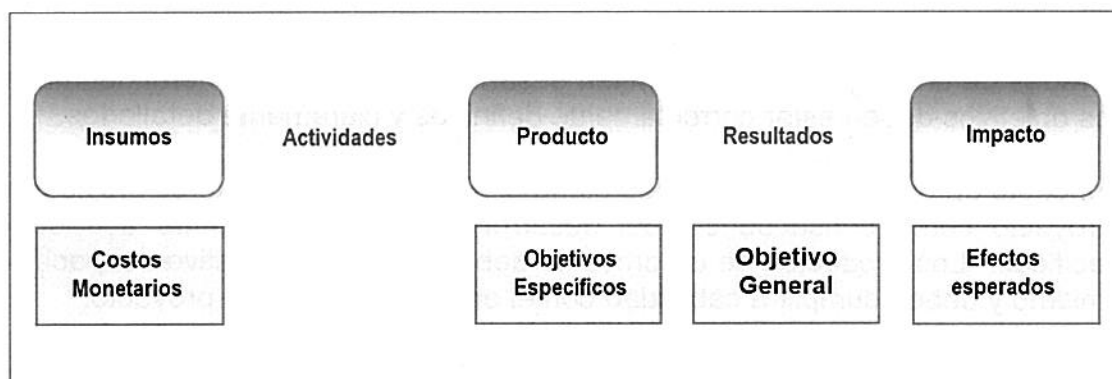 Insumos
Actividades
Producto
Resultados
Impacto
Costos
Monetarios
Objetivos
Específicos
Objetivo
General
Efectos
esperados